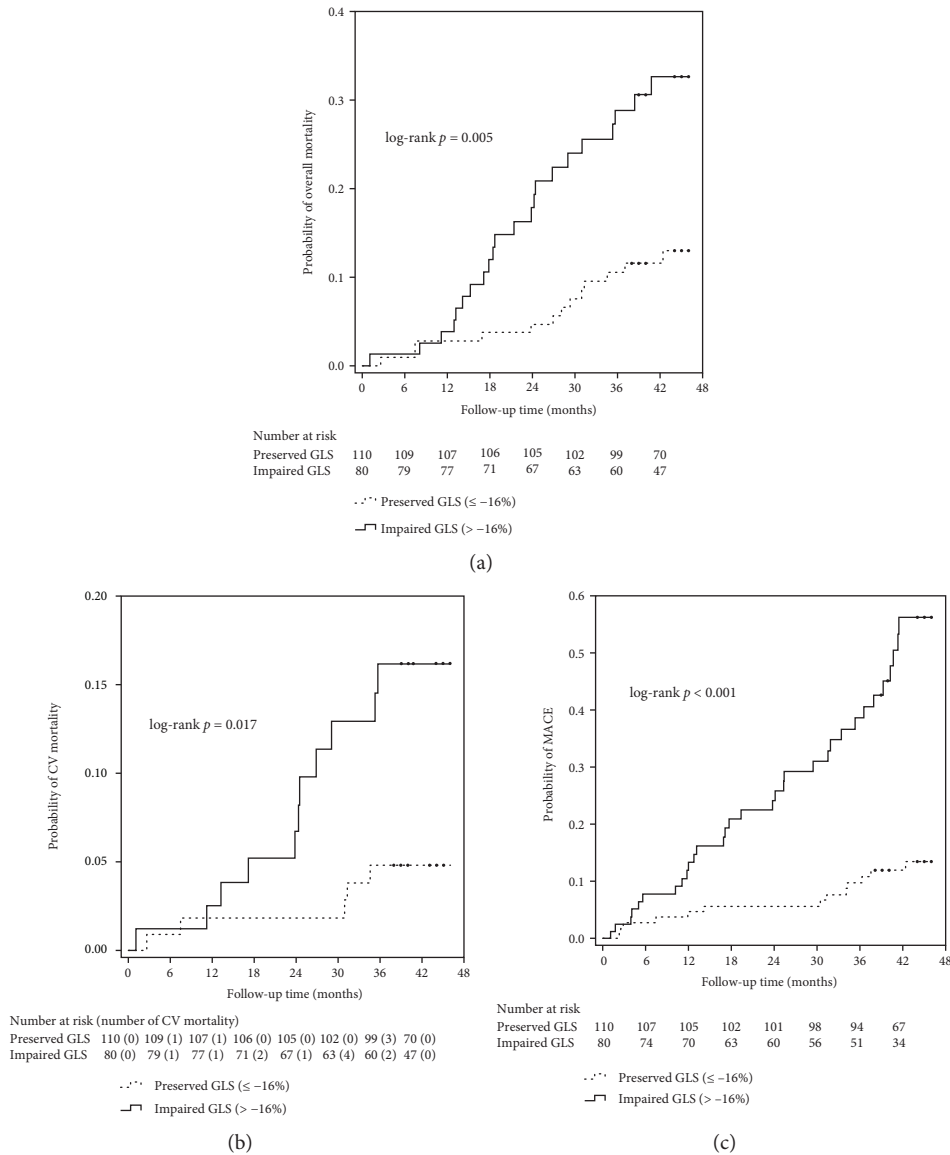 0.4
0.3
0.2
0.1
0.0
Probability of overall mortality
log-rank p = 0.005
0 6 12 18 24 30 36 42 48
Follow-up time (months)
Number at risk
Preserved GLS 110 109 107 106 105 102 99 70
Impaired GLS 80 79 77 71 67 63 60 47
Preserved GLS (≤ −16%)
Impaired GLS (> −16%)
(a)
0.20
0.15
0.10
0.05
0.00
Probability of CV mortality
log-rank p = 0.017
0 6 12 18 24 30 36 42 48
Follow-up time (months)
Number at risk (number of CV mortality)
Preserved GLS 110 (0) 109 (1) 107 (1) 106 (0) 105 (0) 102 (0) 99 (3) 70 (0)
Impaired GLS 80 (0) 79 (1) 77 (1) 71 (2) 67 (1) 63 (4) 60 (2) 47 (0)
Preserved GLS (≤ −16%)
Impaired GLS (> −16%)
(b)
0.6
0.5
0.4
0.3
0.2
0.1
0.0
Probability of MACE
log-rank p < 0.001
0 6 12 18 24 30 36 42 48
Follow-up time (months)
Number at risk
Preserved GLS 110 107 105 102 101 98 94 67
Impaired GLS 80 74 70 63 60 56 51 34
Preserved GLS (≤ −16%)
Impaired GLS (> −16%)
(c)